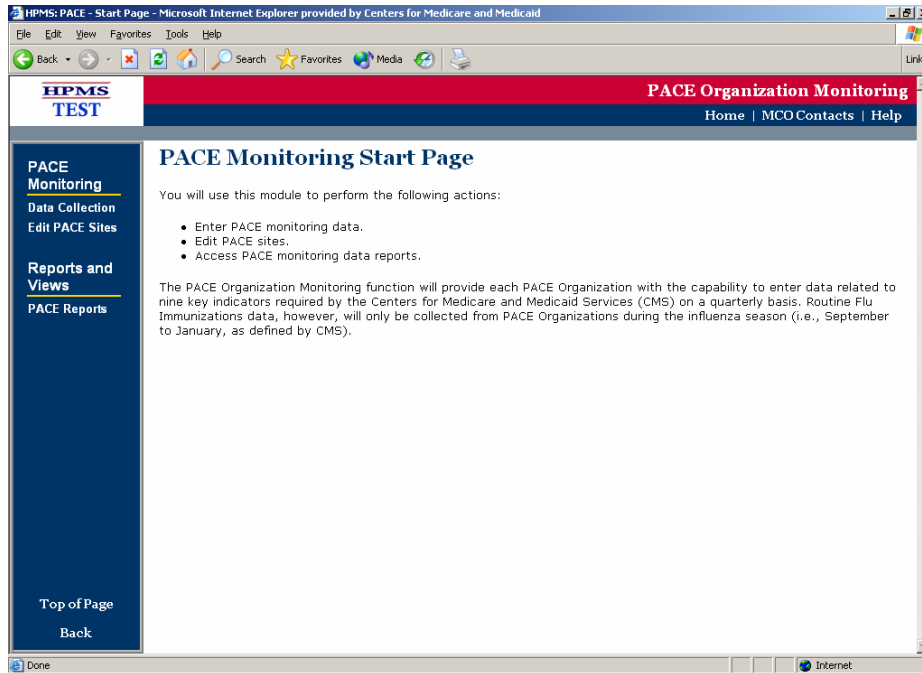 HPMS: PACE - Start Page - Microsoft Internet Explorer provided by Centers for Medicare and Medicaid
File Edit View Favorites Tools Help
Back Search Favorites Media
Link
HPMS
TEST
PACE Organization Monitoring
Home | MCO Contacts | Help
PACE
Monitoring
Data Collection
Edit PACE Sites
Reports and
Views
PACE Reports
Top of Page
Back
PACE Monitoring Start Page
You will use this module to perform the following actions:
• Enter PACE monitoring data.
• Edit PACE sites.
• Access PACE monitoring data reports.
The PACE Organization Monitoring function will provide each PACE Organization with the capability to enter data related to
nine key indicators required by the Centers for Medicare and Medicaid Services (CMS) on a quarterly basis. Routine Flu
Immunizations data, however, will only be collected from PACE Organizations during the influenza season (i.e., September
to January, as defined by CMS).
Done
Internet